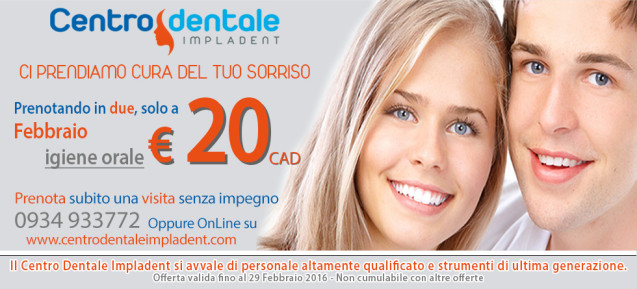 Centro dentale
IMPLADENT
CI PRENDIAMO CURA DEL TUO SORRISO
Prenotando in due, solo a
Febbraio
igiene orale € 20 CAD
Prenota subito una visita senza impegno
0934 933772 Oppure OnLine su
www.centrodentaleimpladent.com
Il Centro Dentale Impladent si avvale di personale altamente qualificato e strumenti di ultima generazione.
Offerta valida fino al 29 Febbraio 2016 - Non cumulabile con altre offerte